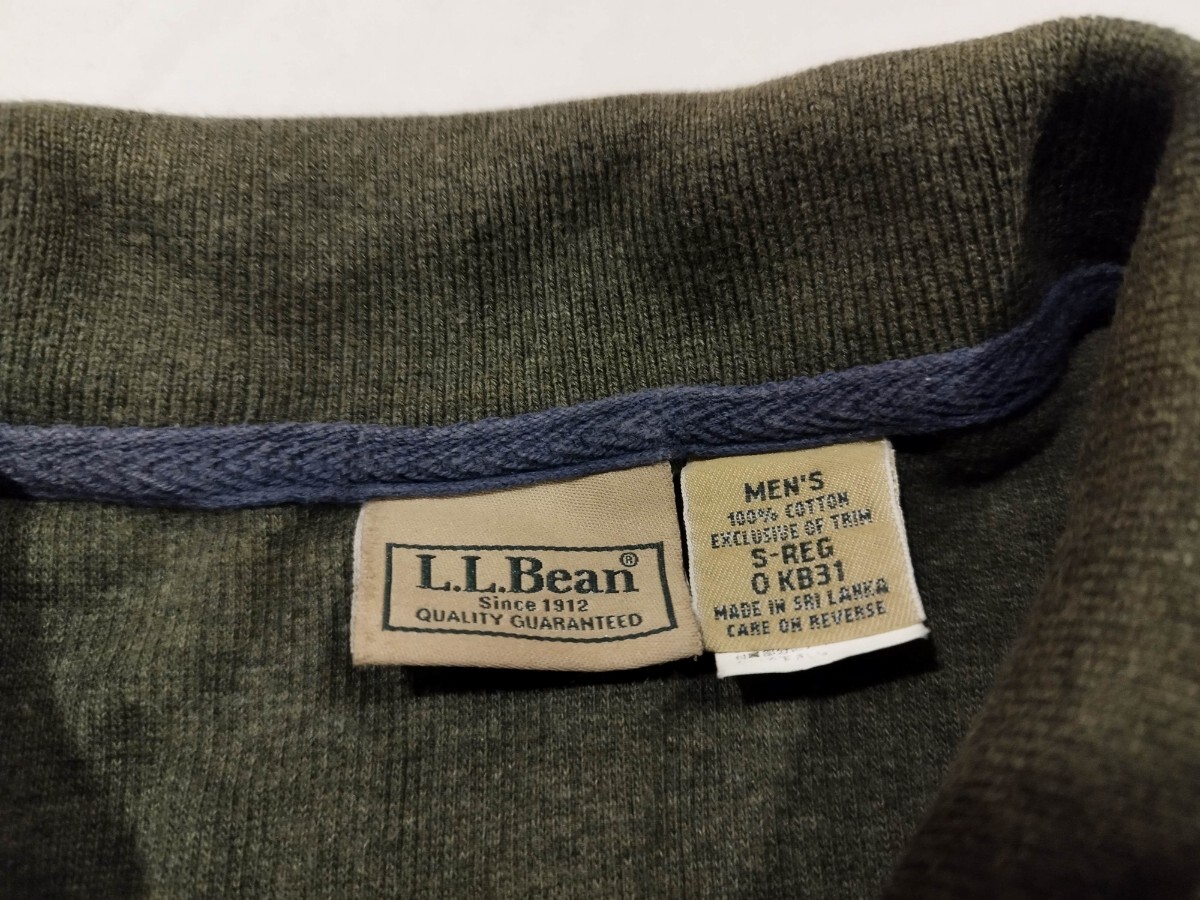 L.L.Bean®
Since 1912
QUALITY GUARANTEED
MEN'S
100% COTTON
EXCLUSIVE OF TRIM
S-REG
0 KB31
MADE IN SRI LANKA
CARE ON REVERSE